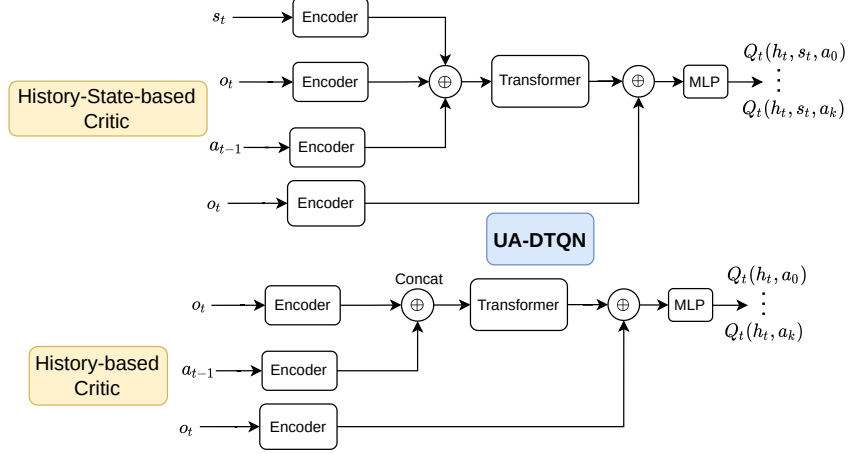 s_t
Encoder
o_t
Encoder
⊕
Transformer
⊕
MLP
Q_t(h_t, s_t, a_0)
⋮
Q_t(h_t, s_t, a_k)
History-State-based
Critic
a_{t-1}
Encoder
o_t
Encoder
UA-DTQN
Concat
o_t
Encoder
⊕
Transformer
⊕
MLP
Q_t(h_t, a_0)
⋮
Q_t(h_t, a_k)
History-based
Critic
a_{t-1}
Encoder
o_t
Encoder